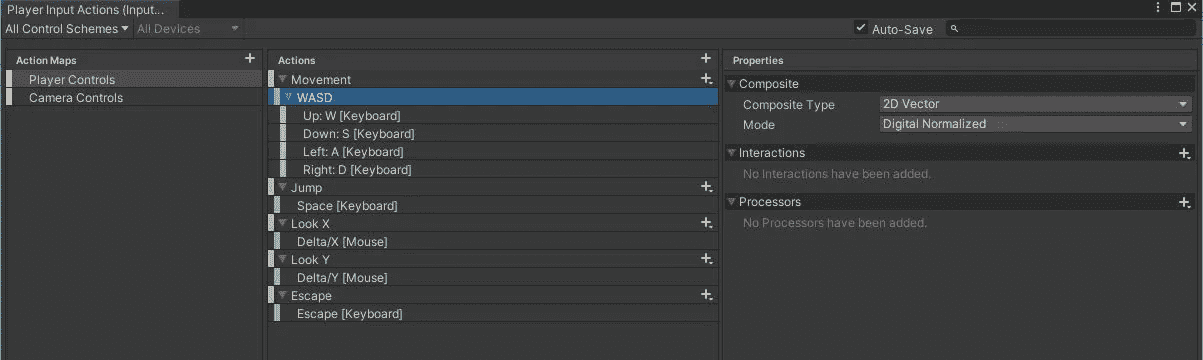 Player Input Actions (Input...
All Control Schemes All Devices Auto-Save
Action Maps
Player Controls
Camera Controls
Actions
Movement
WASD
Up: W [Keyboard]
Down: S [Keyboard]
Left: A [Keyboard]
Right: D [Keyboard]
Jump
Space [Keyboard]
Look X
Delta/X [Mouse]
Look Y
Delta/Y [Mouse]
Escape
Escape [Keyboard]
Properties
Composite
Composite Type 2D Vector
Mode Digital Normalized
Interactions
No Interactions have been added.
Processors
No Processors have been added.